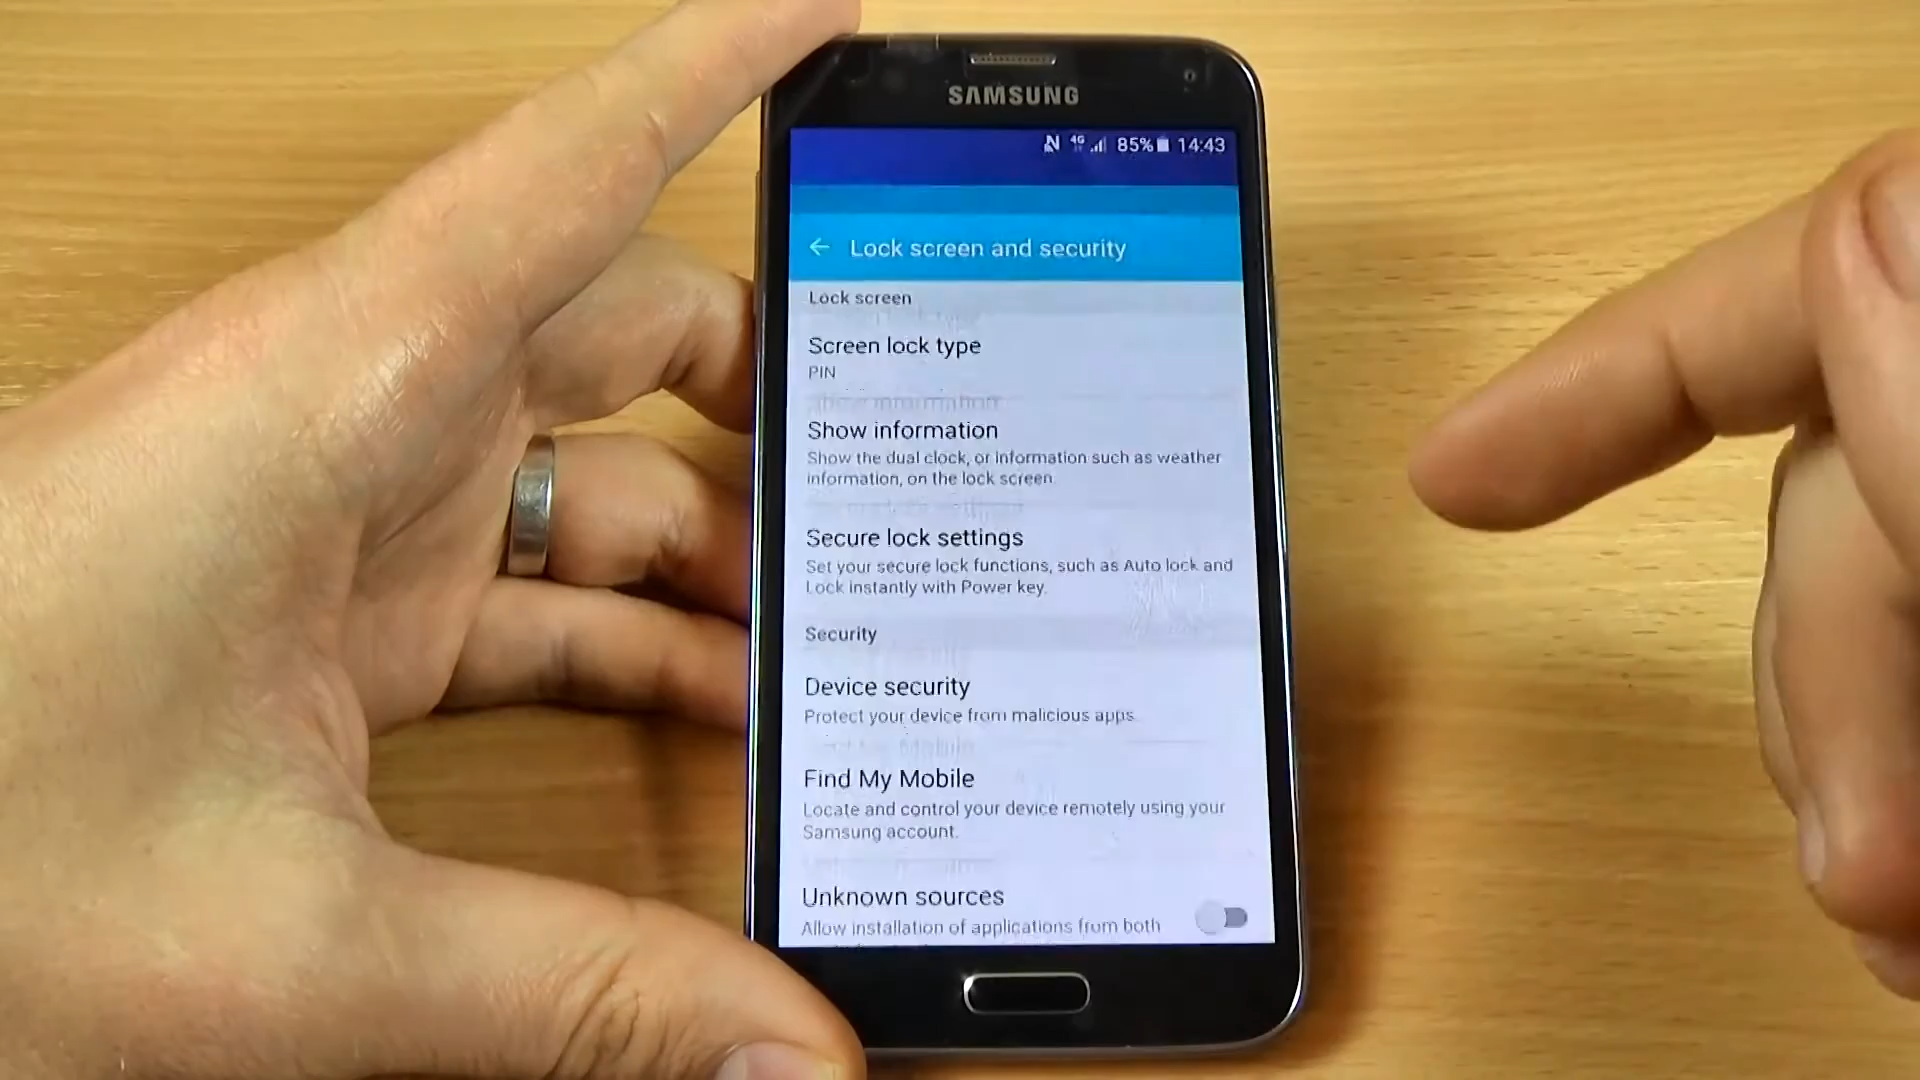 SAMSUNG
4G 85% 14:43
Lock screen and security
Lock screen
Screen lock type
PIN
Show information
Show the dual clock, or information such as weather
information, on the lock screen
Secure lock settings
Set your secure lock functions, such as Auto lock and
Lock instantly with Power key.
Security
Device security
Protect your device from malicious apps.
Find My Mobile
Locate and control your device remotely using your
Samsung account.
Unknown sources
Allow installation of applications from both